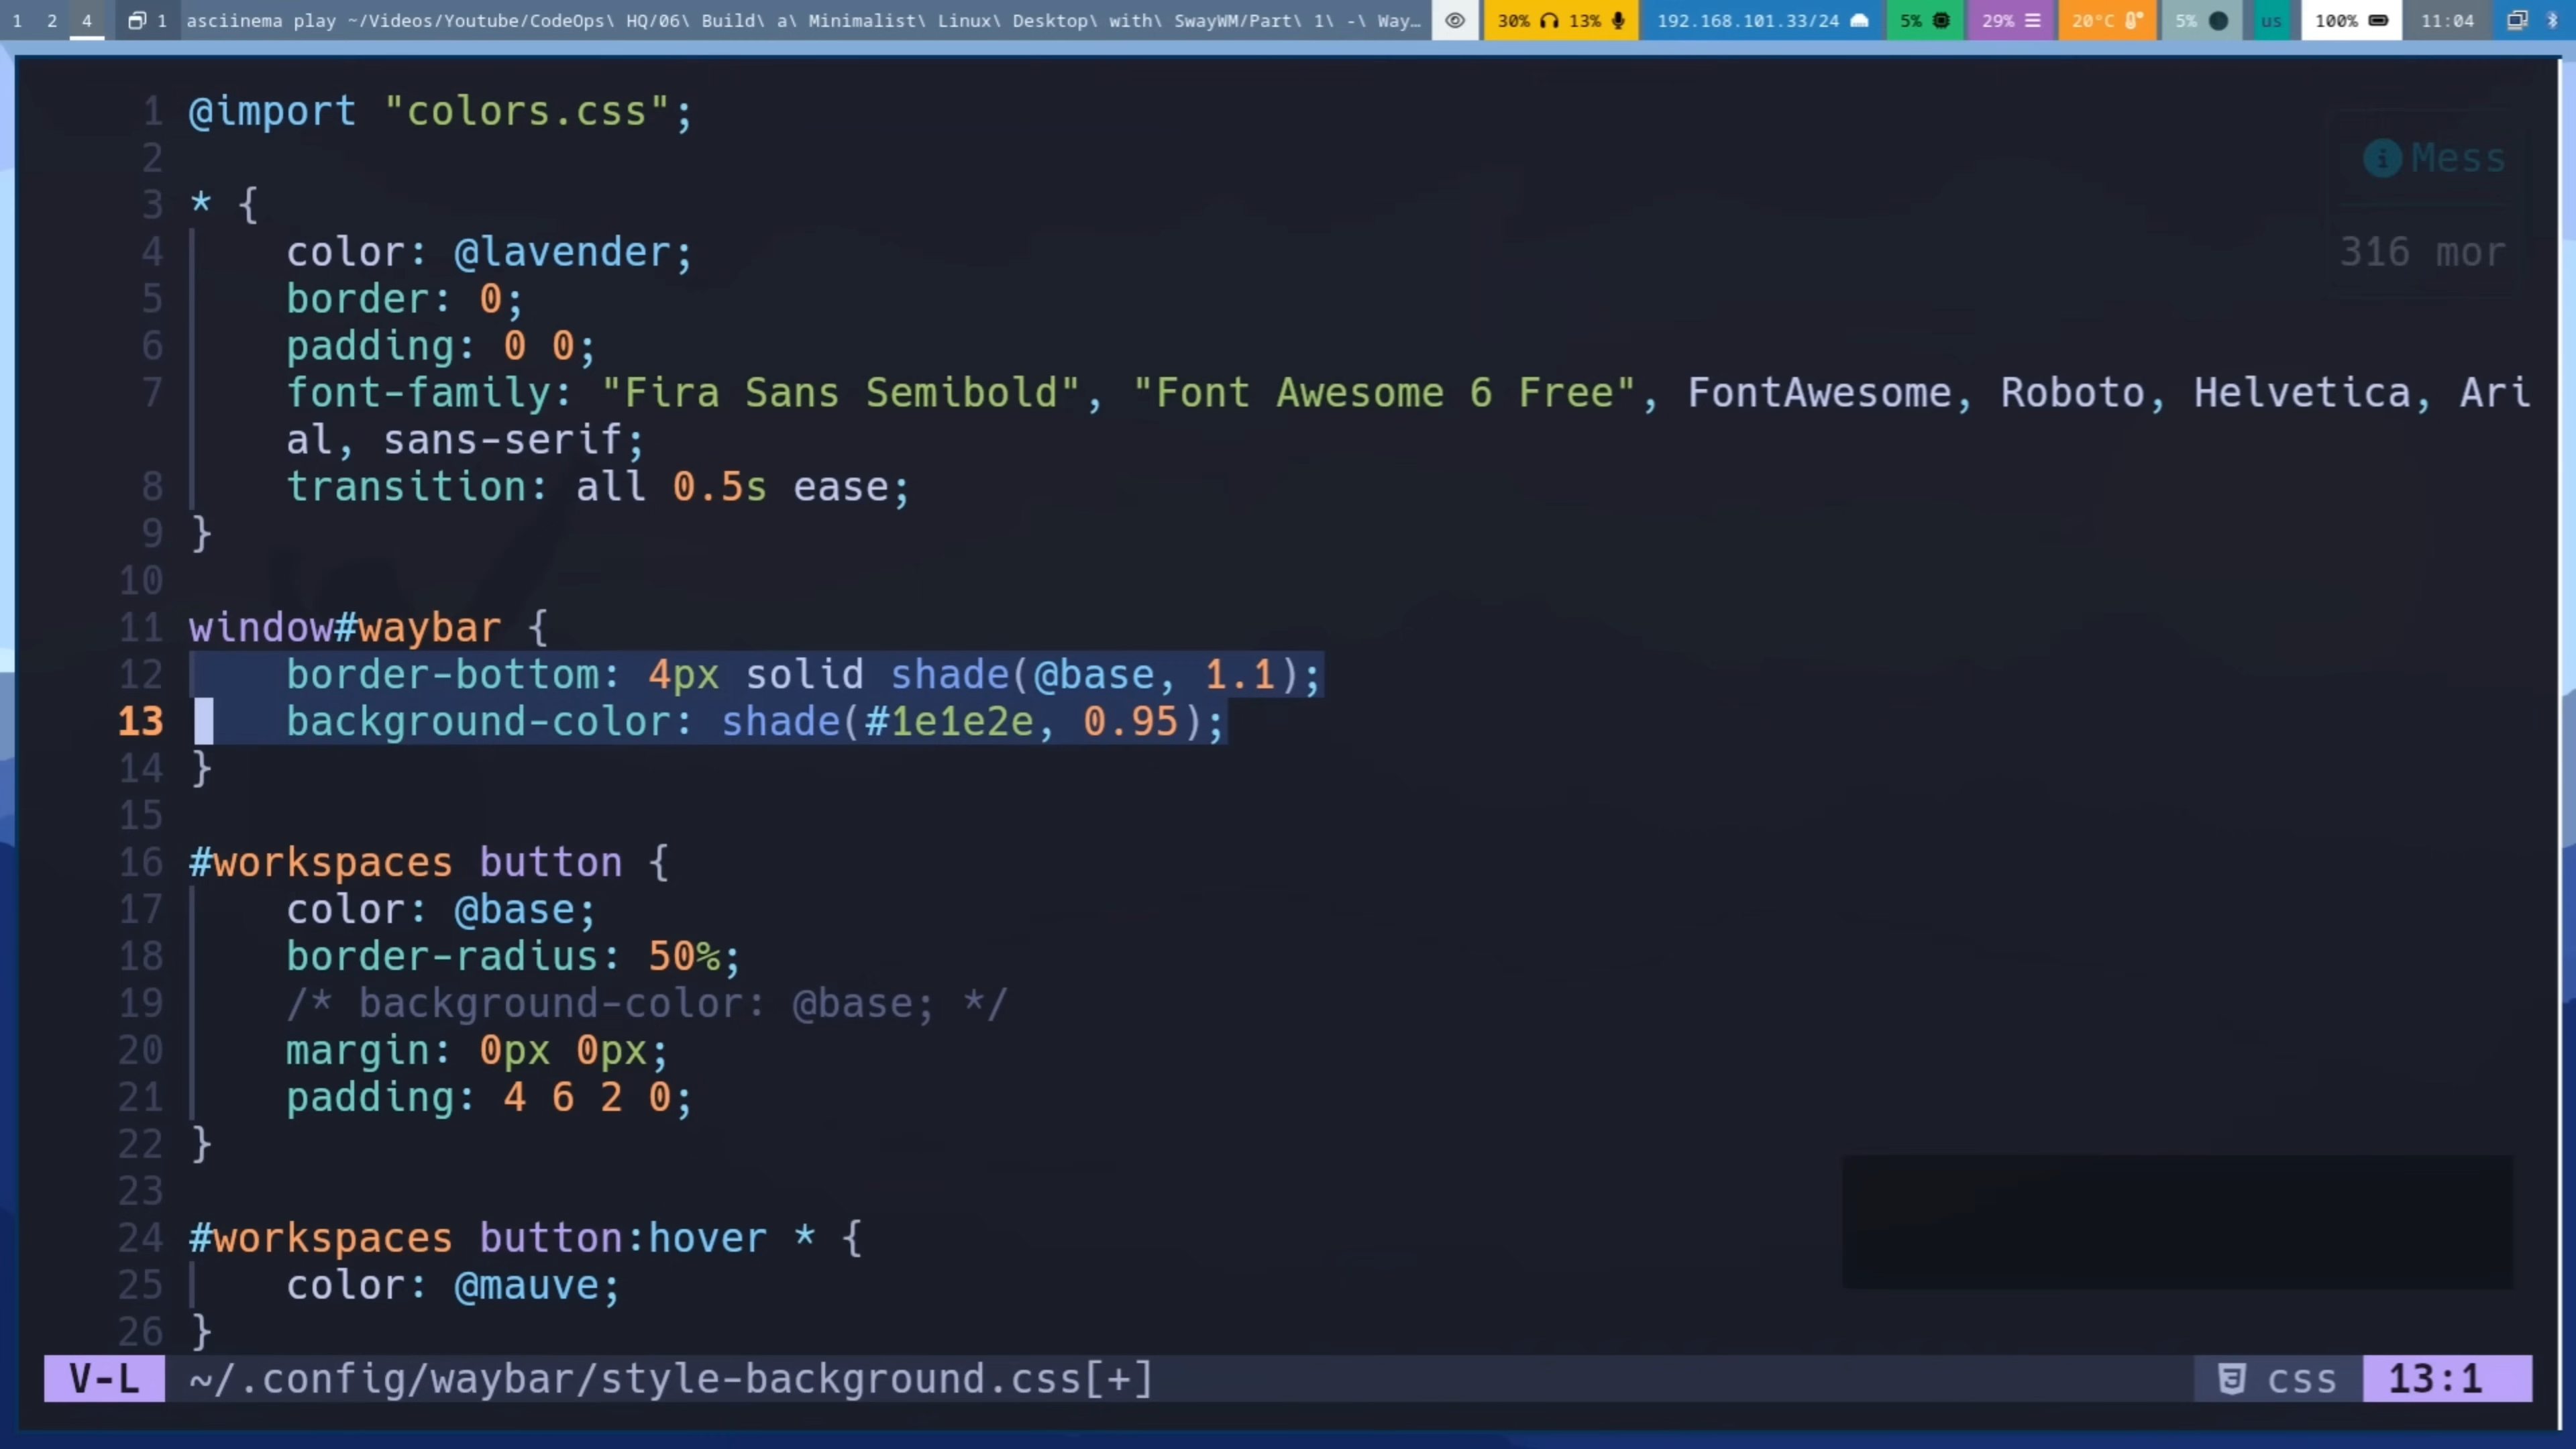 1 2 4 1 asciinema play ~/Videos/Youtube/CodeOps\ HQ/06\ Build\ a\ Minimalist\ Linux\ Desktop\ with\ SwayWM/Part\ 1\ -\ Way… 30% 13% 192.168.101.33/24 5% 29% 20°C 5% us 100% 11:04
1 @import "colors.css";
2
3 * {
4 color: @lavender;
5 border: 0;
6 padding: 0 0;
7 font-family: "Fira Sans Semibold", "Font Awesome 6 Free", FontAwesome, Roboto, Helvetica, Ari
al, sans-serif;
8 transition: all 0.5s ease;
9 }
10
11 window#waybar {
12 border-bottom: 4px solid shade(@base, 1.1);
13 background-color: shade(#1e1e2e, 0.95);
14 }
15
16 #workspaces button {
17 color: @base;
18 border-radius: 50%;
19 /* background-color: @base; */
20 margin: 0px 0px;
21 padding: 4 6 2 0;
22 }
23
24 #workspaces button:hover * {
25 color: @mauve;
26 }
Mess
316 mor
V-L ~/.config/waybar/style-background.css[+] css 13:1